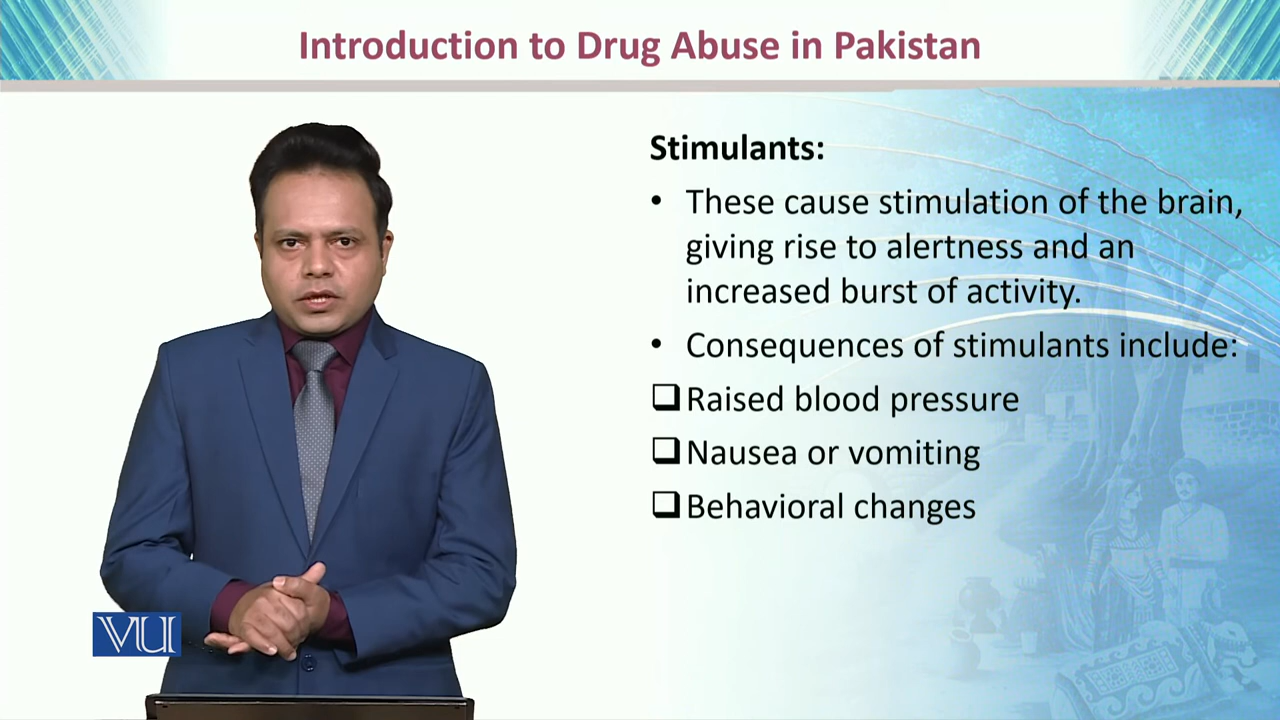 Introduction to Drug Abuse in Pakistan
Stimulants:
• These cause stimulation of the brain,
giving rise to alertness and an
increased burst of activity.
• Consequences of stimulants include:
❑Raised blood pressure
❑Nausea or vomiting
❑Behavioral changes
VU